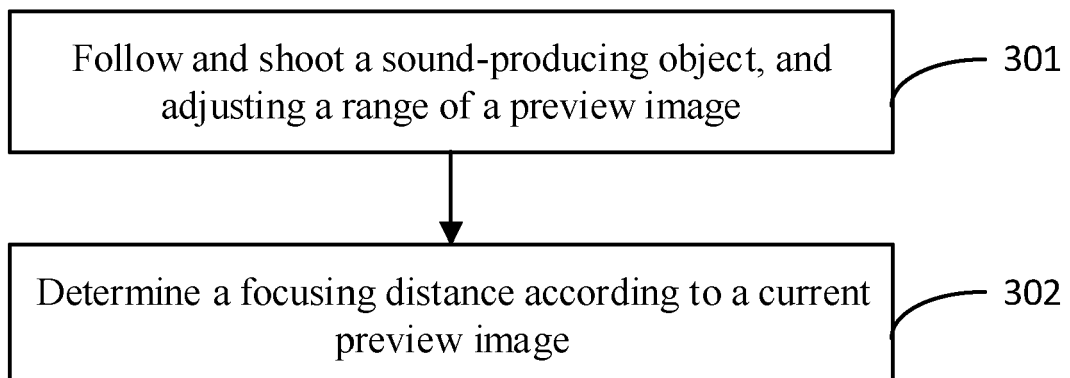 Follow and shoot a sound-producing object, and
adjusting a range of a preview image
301
Determine a focusing distance according to a current
preview image
302